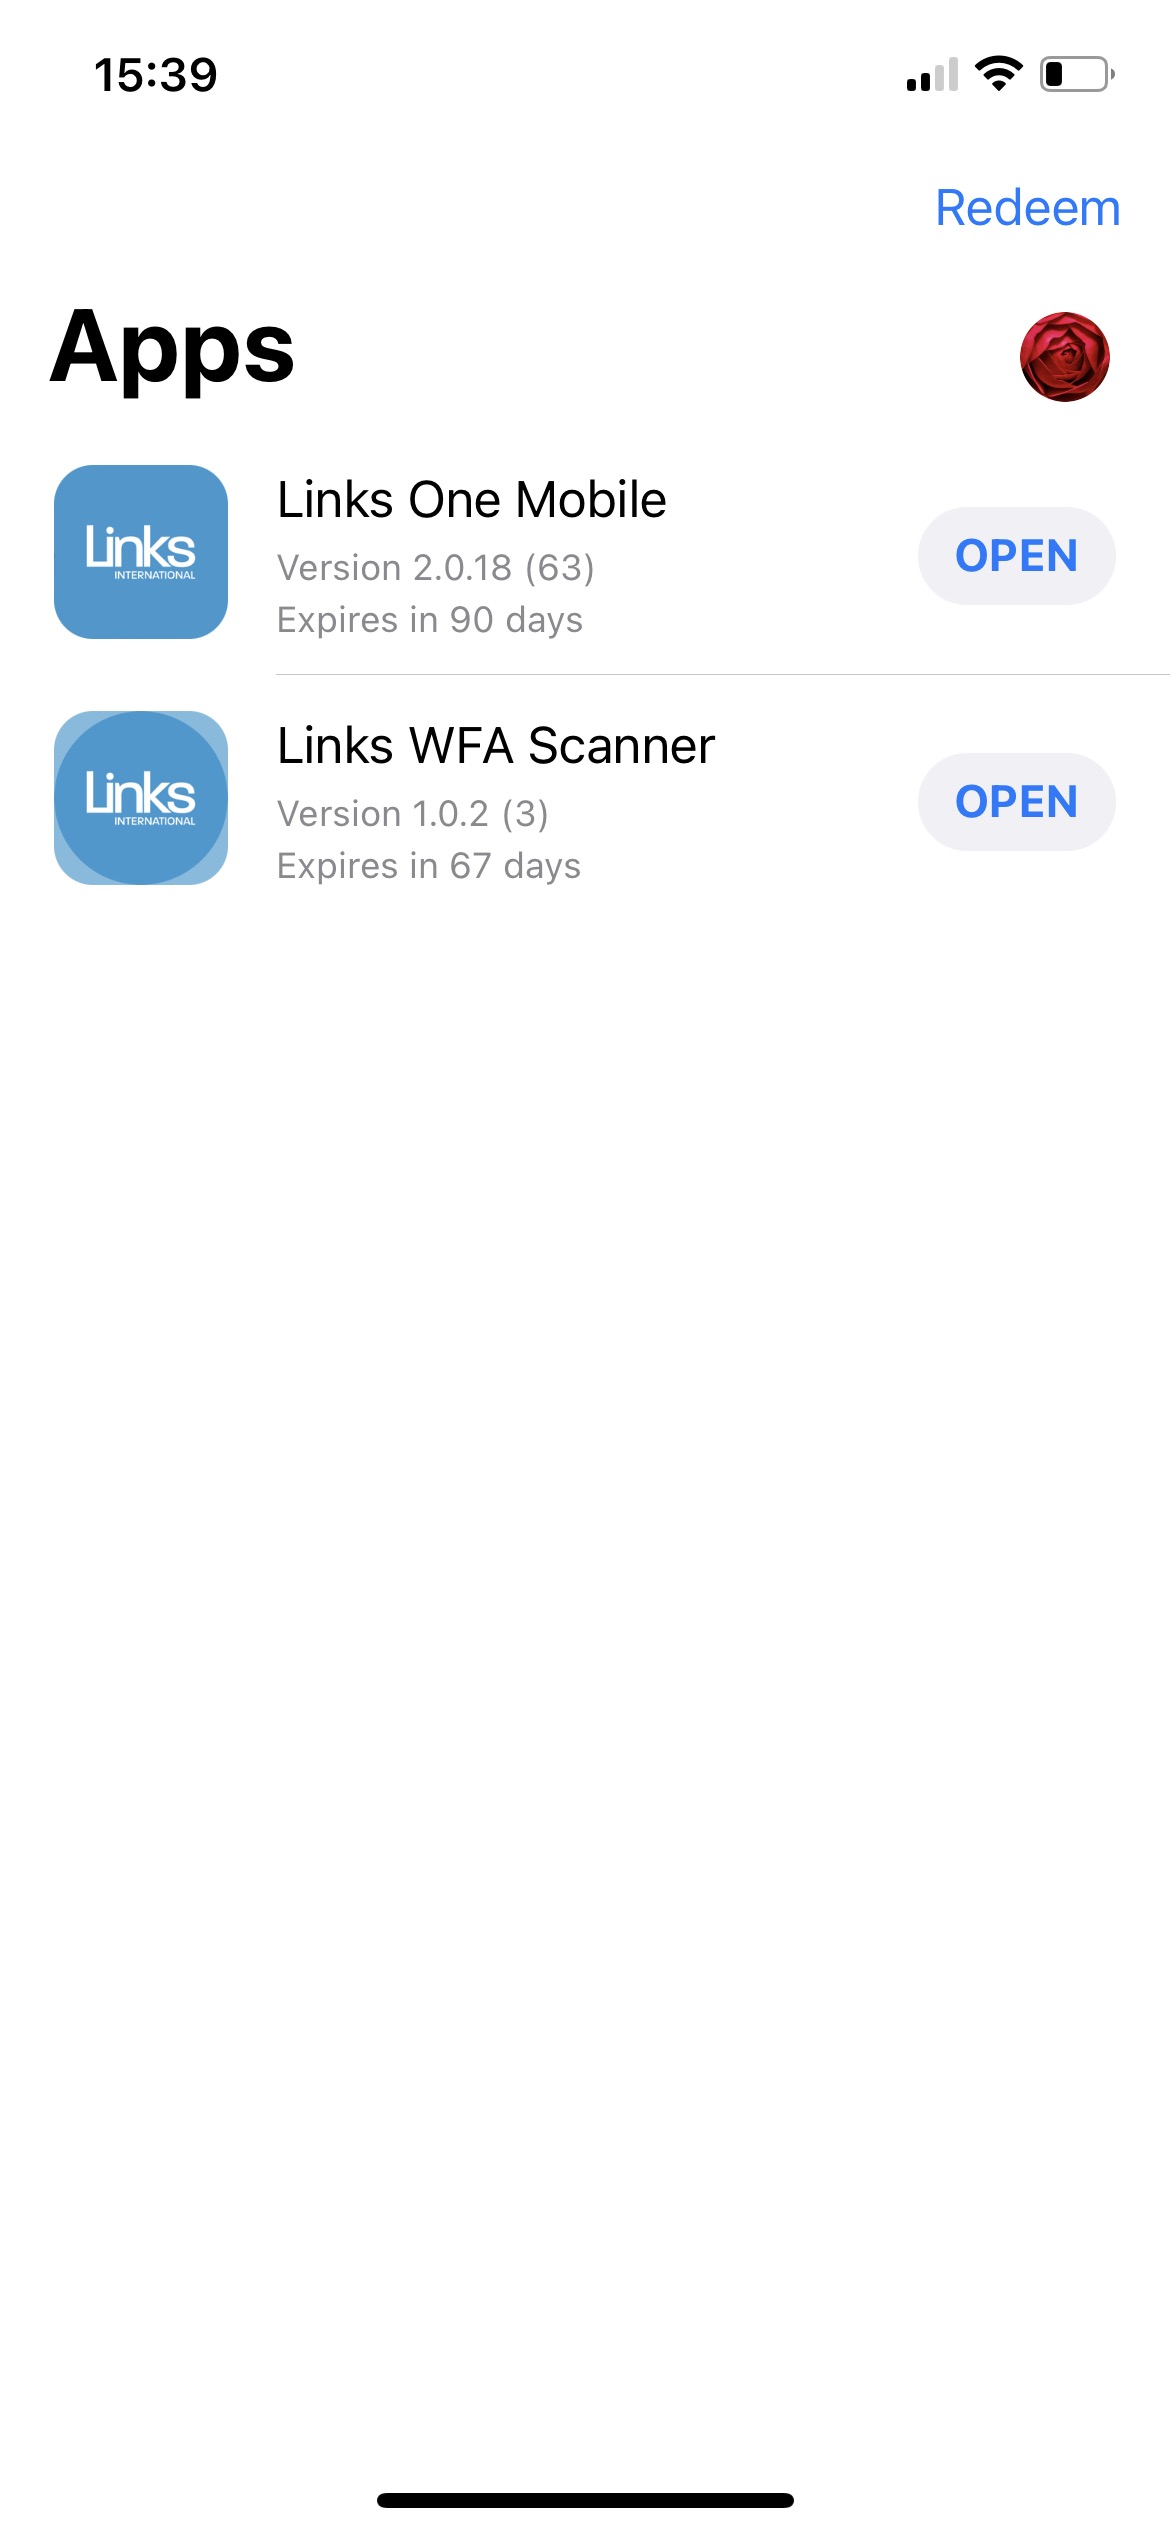 15:39
Redeem
Apps
Links
INTERNATIONAL
Links One Mobile
Version 2.0.18 (63)
Expires in 90 days
OPEN
Links
INTERNATIONAL
Links WFA Scanner
Version 1.0.2 (3)
Expires in 67 days
OPEN